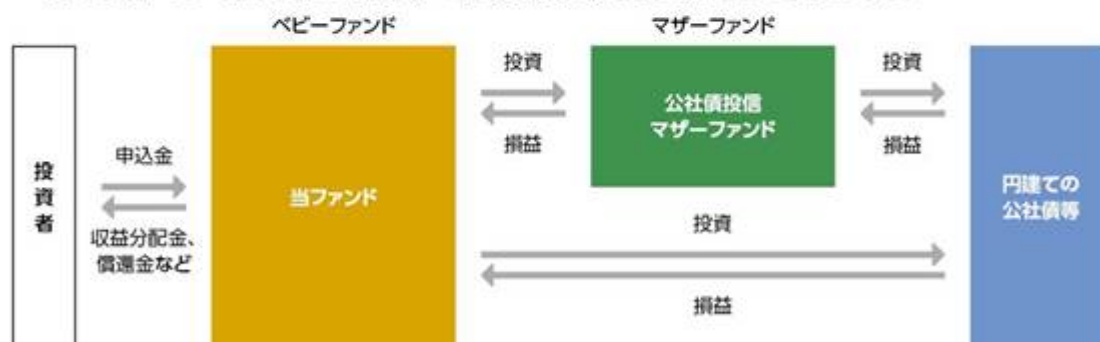 ベビーファンド
マザーファンド
投資者
申込金
収益分配金、
償還金など
当ファンド
投資
損益
公社債投信
マザーファンド
投資
損益
投資
損益
円建ての
公社債等